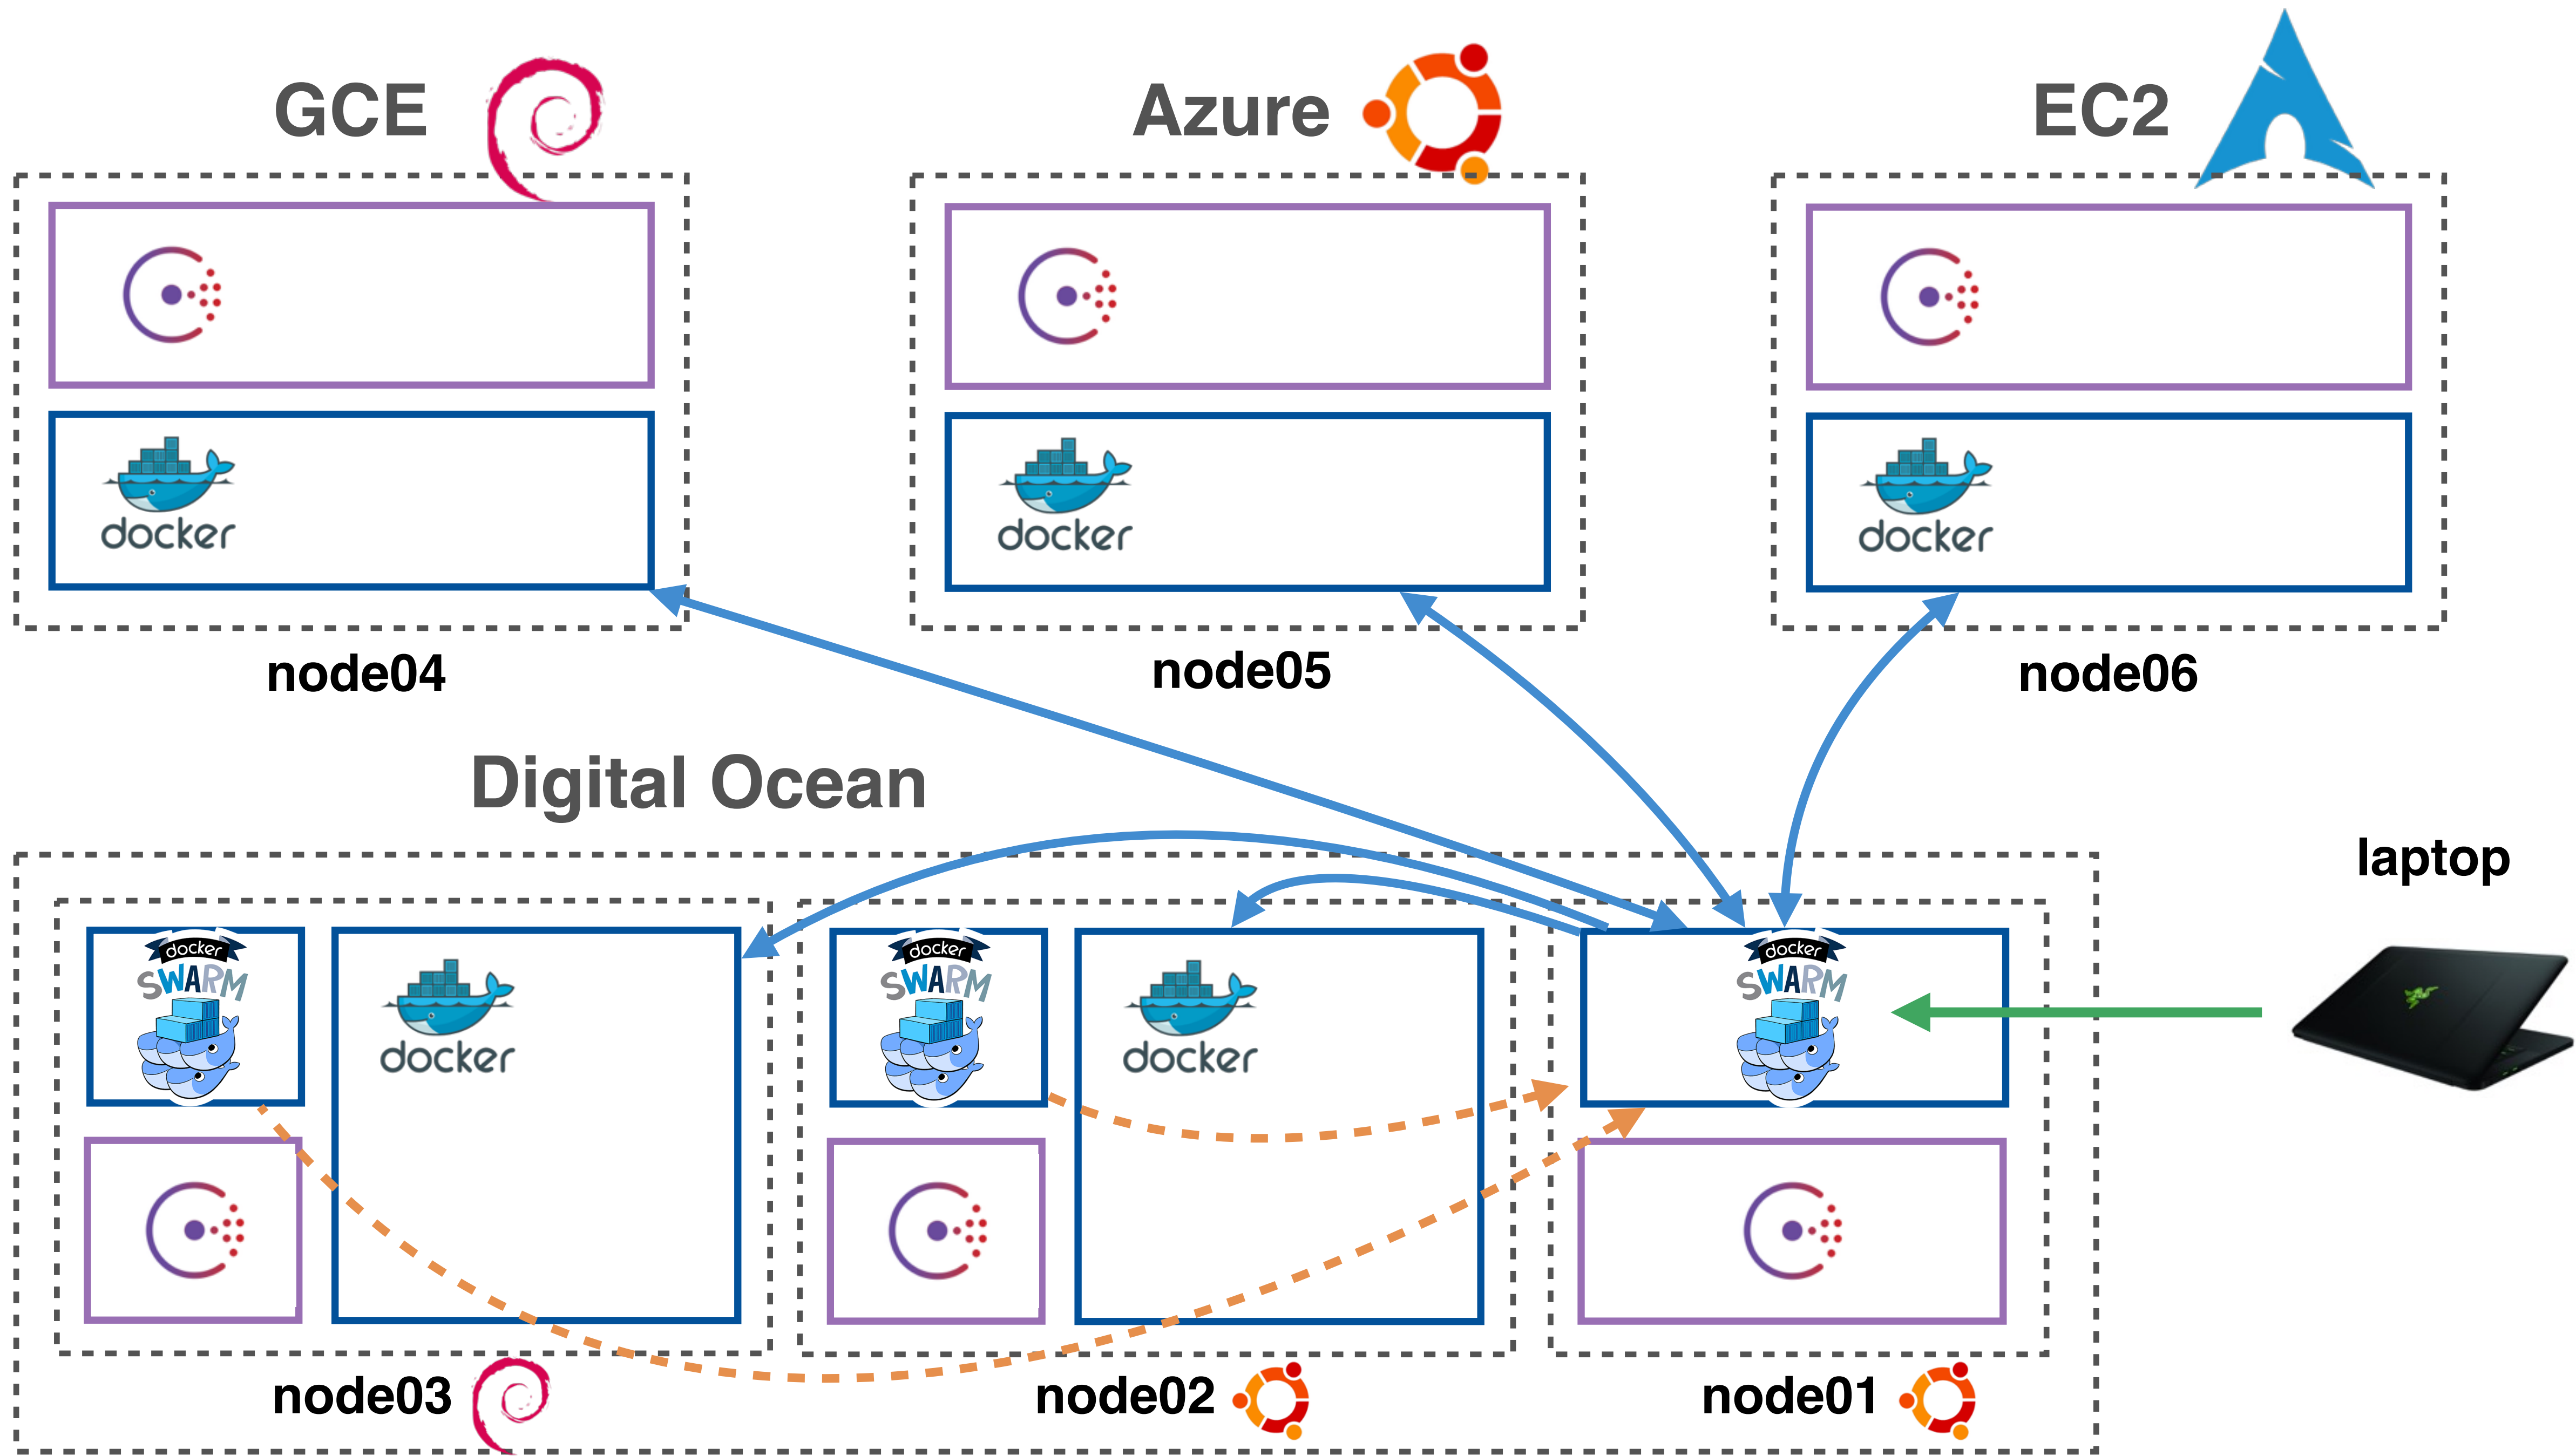 GCE
Azure
EC2
docker
docker
docker
node04
node05
node06
Digital Ocean
laptop
docker
SWARM
docker
docker
SWARM
docker
docker
SWARM
node03
node02
node01